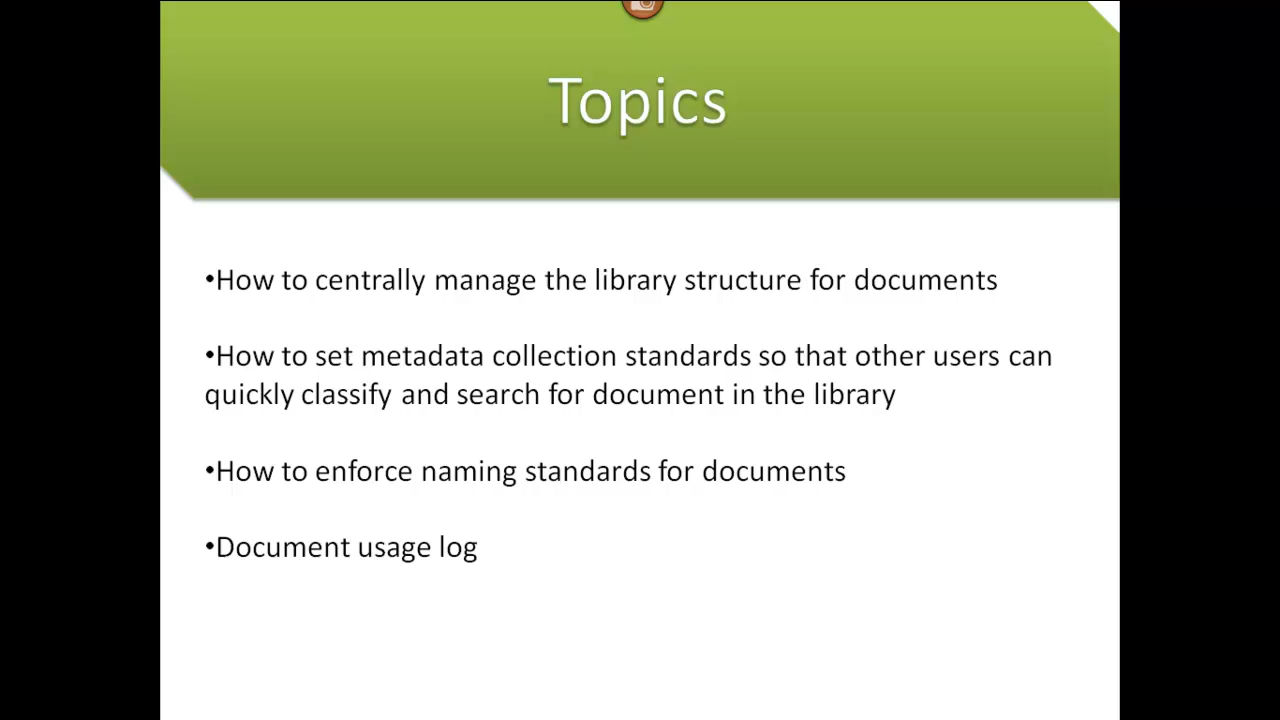 Topics
•How to centrally manage the library structure for documents
•How to set metadata collection standards so that other users can
quickly classify and search for document in the library
•How to enforce naming standards for documents
•Document usage log